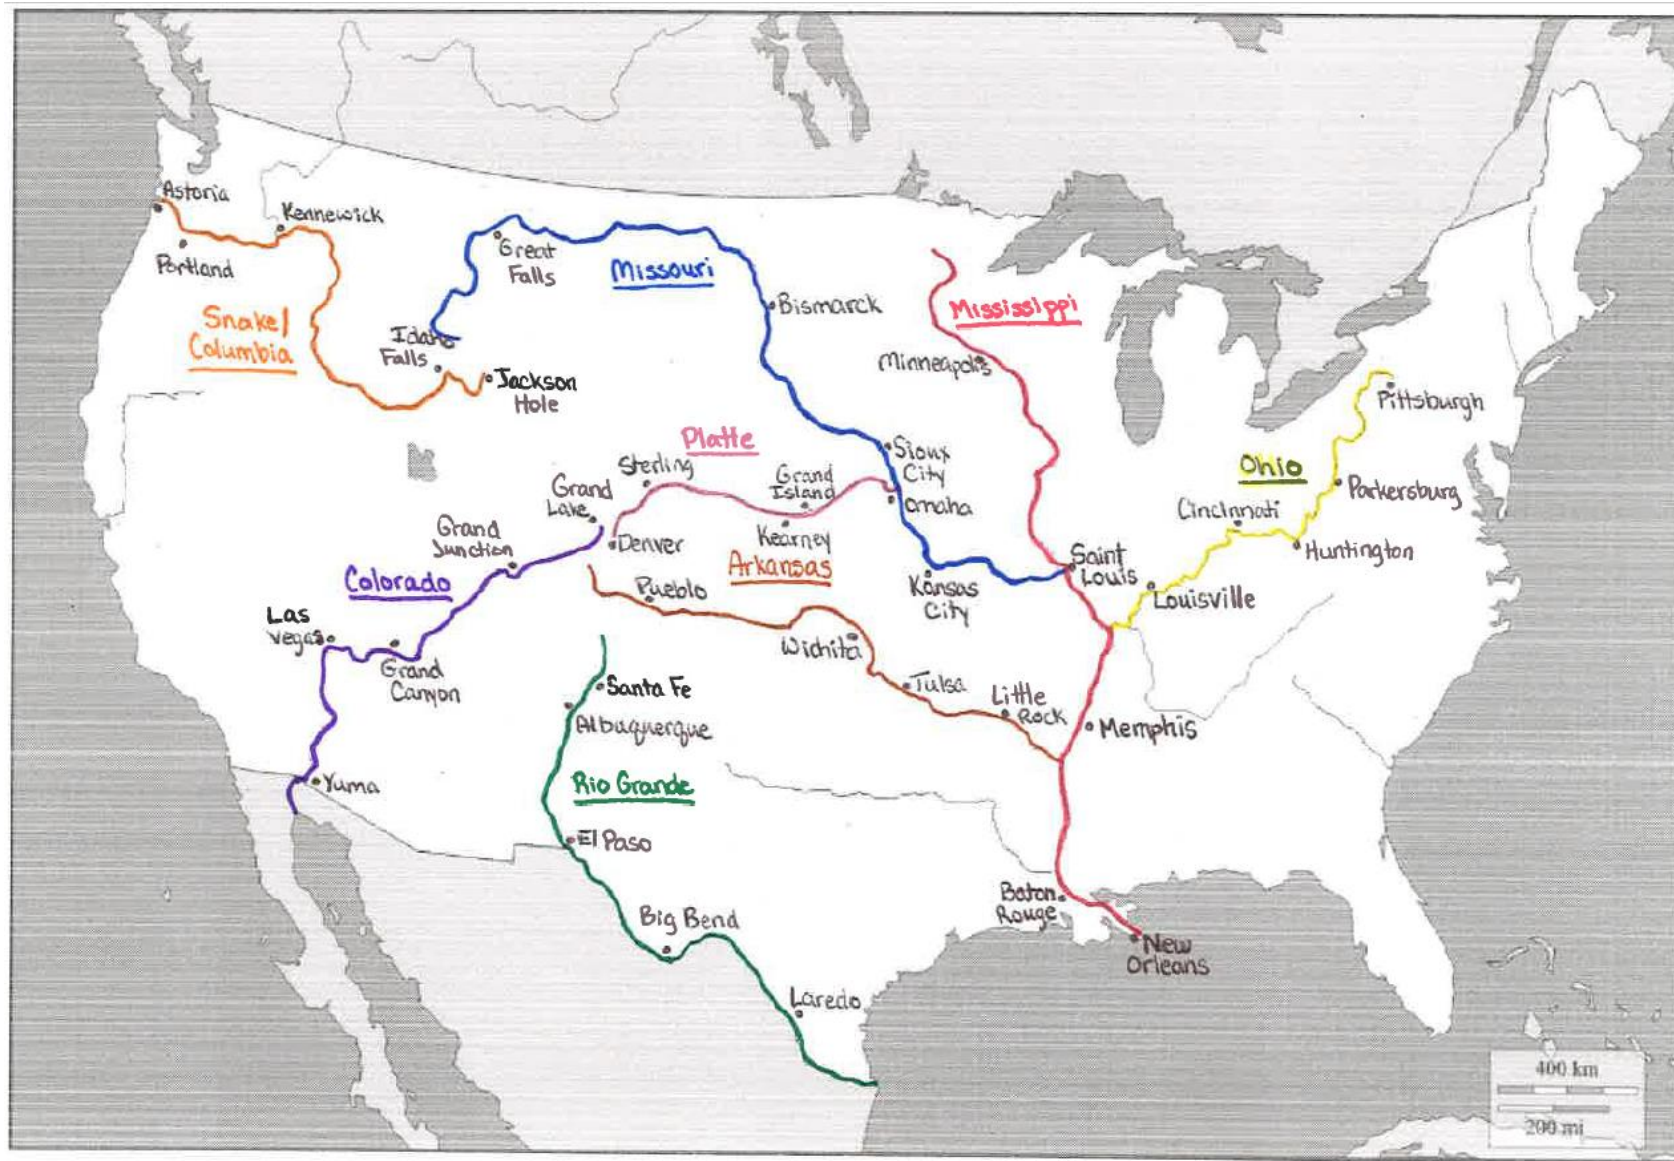 Astoria
Kennewick
Portland
Great
Falls
Missouri
Bismarck
Mississippi
Snake/
Columbia
Idaho
Falls
Jackson
Hole
Minneapolis
Pittsburgh
Platte
Sioux
City
Sterling
Grand
Island
Omaha
Ohio
Parkersburg
Cincinnati
Grand
Lake
Grand
Junction
Denver
Kearney
Huntington
Colorado
Arkansas
Saint
Louis
Pueblo
Kansas
City
Louisville
Las
Vegas
Wichita
Grand
Canyon
Santa Fe
Tulsa
Little
Rock
Albuquerque
Memphis
Yuma
Rio Grande
El Paso
Baton
Rouge
Big Bend
New
Orleans
Laredo
400 km
200 mi